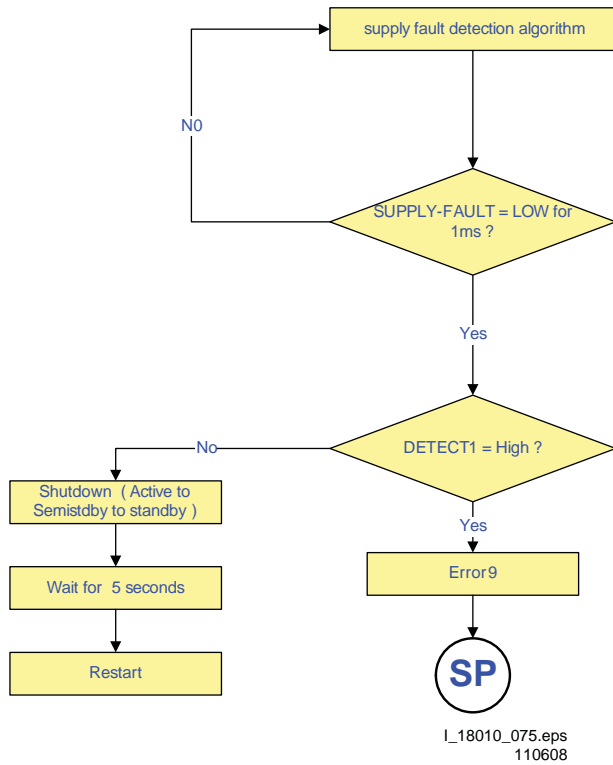 supply fault detection algorithm
N0
SUPPLY-FAULT = LOW for
1ms ?
Yes
DETECT1 = High ?
No
Shutdown ( Active to
Semistdby to standby )
Yes
Wait for 5 seconds
Error9
Restart
SP
I_18010_075.eps
110608